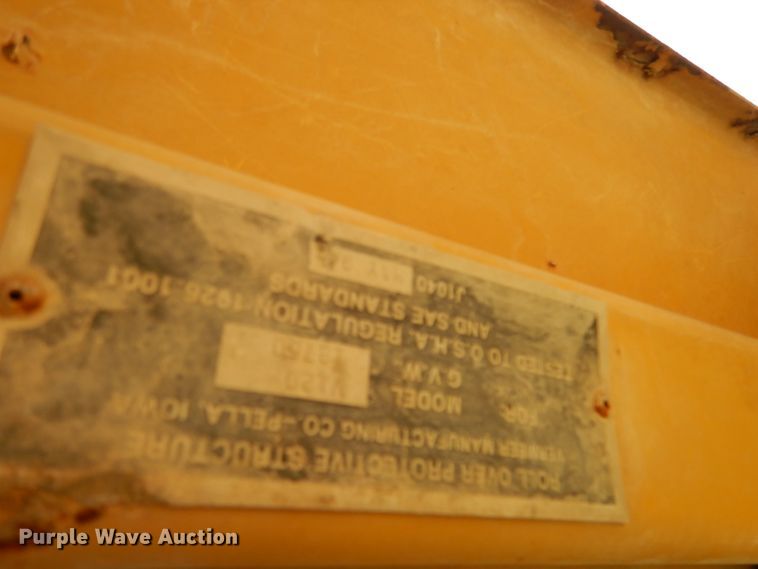 ROLL OVER PROTECTIVE STRUCTURE
VERMEER MANUFACTURING CO.-PELLA, IOWA
FOR: MODEL
G.V.W.
TESTED TO O.S.H.A. REGULATION 1926.1001
AND SAE STANDARDS
J1040
Purple Wave Auction